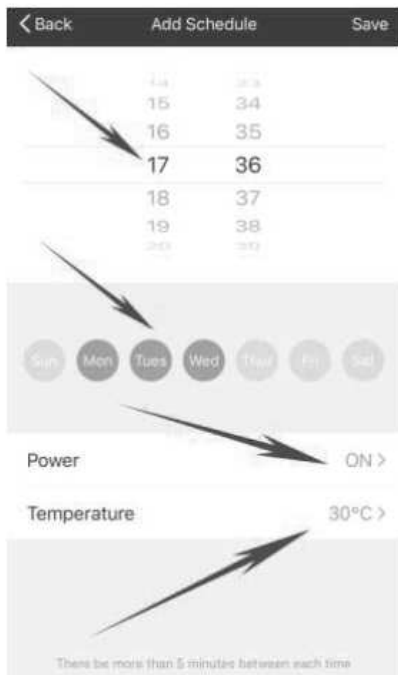 Back Add Schedule Save
15 34
16 35
17 36
18 37
19 38
Sun Mon Tues Wed Thur Fri Sat
Power ON
Temperature 30°C
There be more than 5 minutes between each time